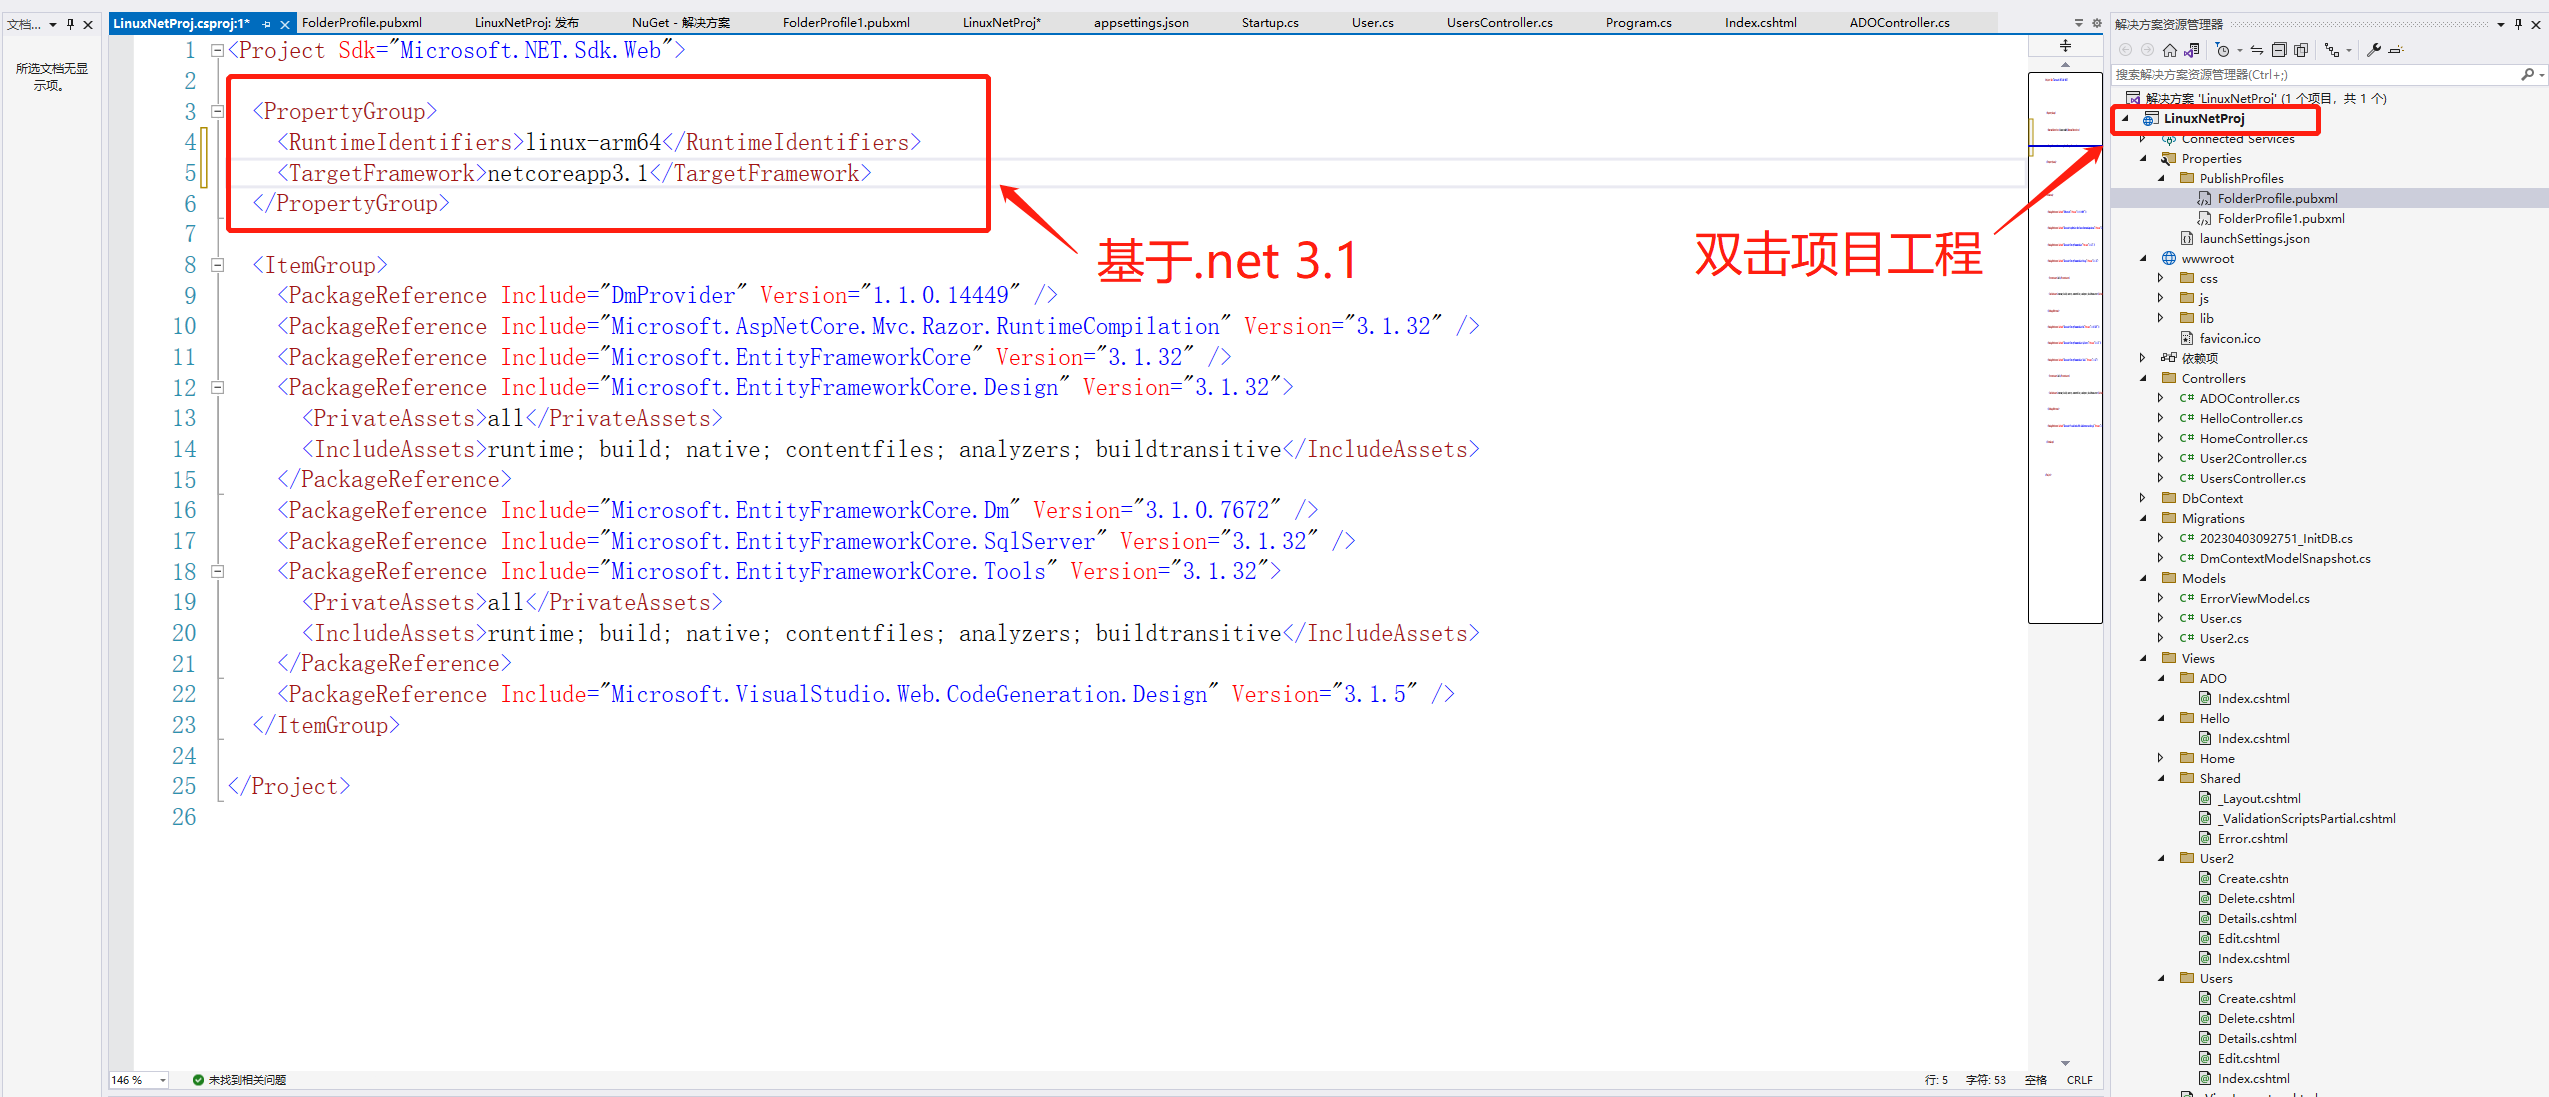 文档...
所选文档无显
示项。
LinuxNetProj.csproj:1* FolderProfile.pubxml LinuxNetProj: 发布 NuGet - 解决方案 FolderProfile1.pubxml LinuxNetProj* appsettings.json Startup.cs User.cs UsersController.cs Program.cs Index.cshtml ADOController.cs
1 <Project Sdk="Microsoft.NET.Sdk.Web">
2
3 <PropertyGroup>
4 <RuntimeIdentifiers>linux-arm64</RuntimeIdentifiers>
5 <TargetFramework>netcoreapp3.1</TargetFramework>
6 </PropertyGroup>
7
8 <ItemGroup>
9 <PackageReference Include="DmProvider" Version="1.1.0.14449" />
10 <PackageReference Include="Microsoft.AspNetCore.Mvc.Razor.RuntimeCompilation" Version="3.1.32" />
11 <PackageReference Include="Microsoft.EntityFrameworkCore" Version="3.1.32" />
12 <PackageReference Include="Microsoft.EntityFrameworkCore.Design" Version="3.1.32">
13 <PrivateAssets>all</PrivateAssets>
14 <IncludeAssets>runtime; build; native; contentfiles; analyzers; buildtransitive</IncludeAssets>
15 </PackageReference>
16 <PackageReference Include="Microsoft.EntityFrameworkCore.Dm" Version="3.1.0.7672" />
17 <PackageReference Include="Microsoft.EntityFrameworkCore.SqlServer" Version="3.1.32" />
18 <PackageReference Include="Microsoft.EntityFrameworkCore.Tools" Version="3.1.32">
19 <PrivateAssets>all</PrivateAssets>
20 <IncludeAssets>runtime; build; native; contentfiles; analyzers; buildtransitive</IncludeAssets>
21 </PackageReference>
22 <PackageReference Include="Microsoft.VisualStudio.Web.CodeGeneration.Design" Version="3.1.5" />
23 </ItemGroup>
24
25 </Project>
26
基于.net 3.1
双击项目工程
146 % 未找到相关问题 行: 5 字符: 53 空格 CRLF
解决方案资源管理器
搜索解决方案资源管理器(Ctrl+;)
解决方案 'LinuxNetProj' (1 个项目, 共 1 个)
LinuxNetProj
Connected Services
Properties
PublishProfiles
FolderProfile.pubxml
FolderProfile1.pubxml
launchSettings.json
wwwroot
css
js
lib
favicon.ico
依赖项
Controllers
C# ADOController.cs
C# HelloController.cs
C# HomeController.cs
C# User2Controller.cs
C# UsersController.cs
DbContext
Migrations
C# 20230403092751_InitDB.cs
C# DmContextModelSnapshot.cs
Models
C# ErrorViewModel.cs
C# User.cs
C# User2.cs
Views
ADO
Index.cshtml
Hello
Index.cshtml
Home
Shared
_Layout.cshtml
_ValidationScriptsPartial.cshtml
Error.cshtml
User2
Create.cshtn
Delete.cshtml
Details.cshtml
Edit.cshtml
Index.cshtml
Users
Create.cshtml
Delete.cshtml
Details.cshtml
Edit.cshtml
Index.cshtml